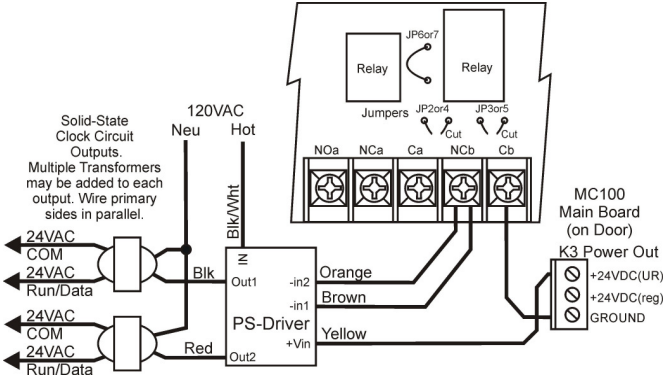 JP6or7
Relay
Relay
Jumpers
JP2or4
JP3or5
Cut
Cut
NOa
NCa
Ca
NCb
Cb
120VAC
Neu
Hot
Solid-State
Clock Circuit
Outputs.
Multiple Transformers
may be added to each
output. Wire primary
sides in parallel.
Blk/Wht
24VAC
COM
24VAC
Run/Data
24VAC
COM
24VAC
Run/Data
Blk
Red
IN
Out1
-in2
-in1
PS-Driver
+Vin
Out2
Orange
Brown
Yellow
MC100
Main Board
(on Door)
K3 Power Out
+24VDC(UR)
+24VDC(reg)
GROUND